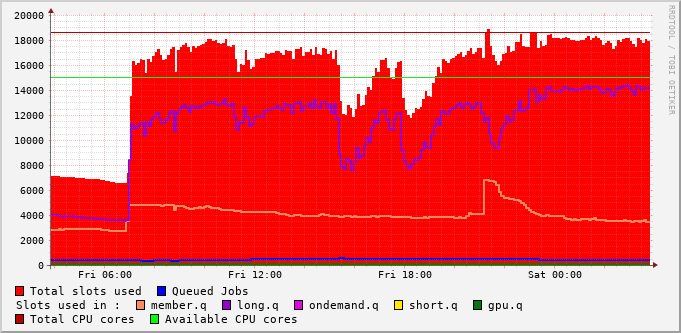 20000
18000
16000
14000
12000
10000
8000
6000
4000
2000
0
Fri 06:00 Fri 12:00 Fri 18:00 Sat 00:00
RRDTOOL / TOBI OETIKER
Total slots used Queued Jobs
Slots used in : member.q long.q ondemand.q short.q gpu.q
Total CPU cores Available CPU cores